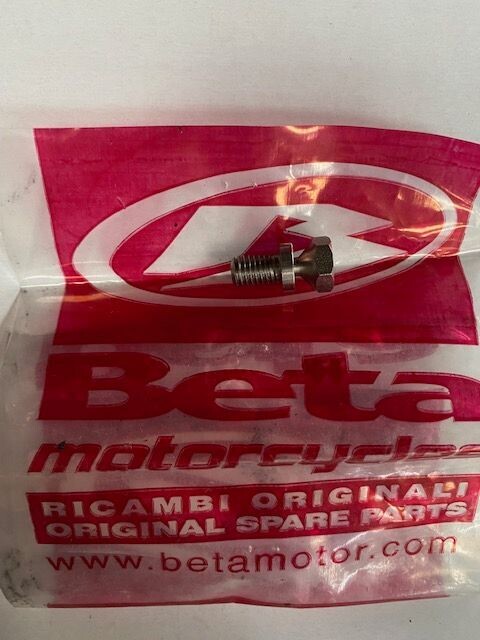 Beta
motorcycles
RICAMBI ORIGINALI
ORIGINAL SPARE PARTS
www.betamotor.com